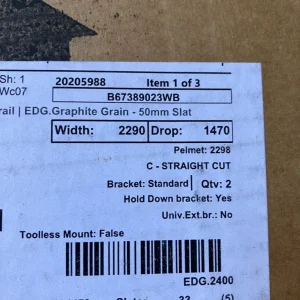 Sh: 1 20205988 Item 1 of 3
Wc07 B67389023WB
rail | EDG.Graphite Grain - 50mm Slat
Width: 2290 Drop: 1470
Pelmet: 2298
C - STRAIGHT CUT
Bracket: Standard Qty: 2
Hold Down bracket: Yes
Univ.Ext.br.: No
Toolless Mount: False
EDG.2400